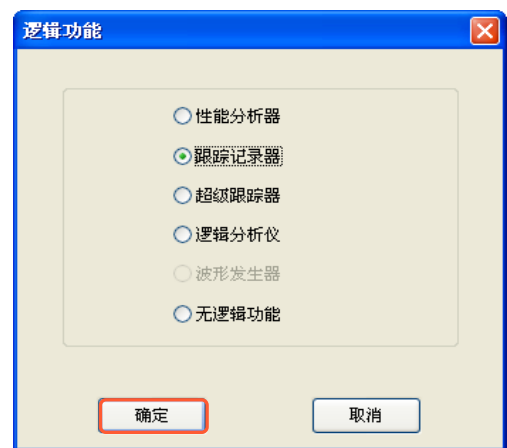 逻辑功能
性能分析器
跟踪记录器
超级跟踪器
逻辑分析仪
波形发生器
无逻辑功能
确定 取消